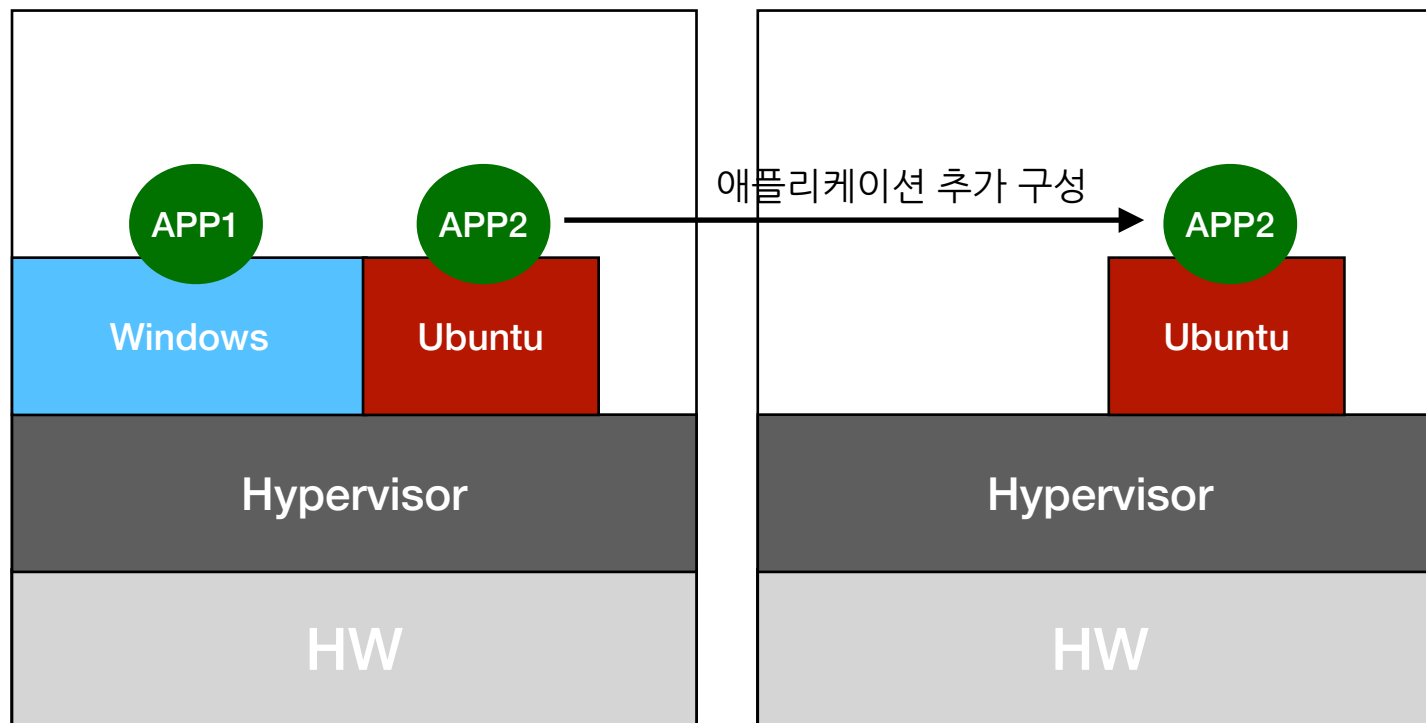 애플리케이션 추가 구성
APP1
APP2
APP2
Windows
Ubuntu
Ubuntu
Hypervisor
Hypervisor
HW
HW